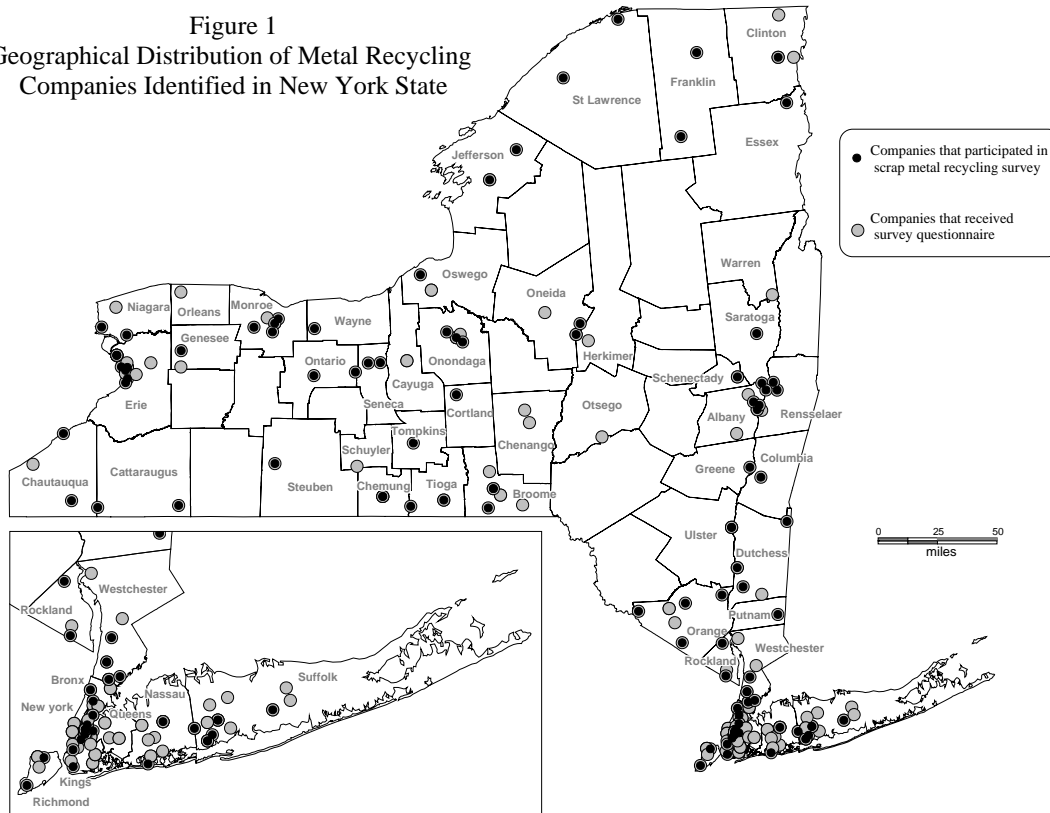 Figure 1
Geographical Distribution of Metal Recycling
Companies Identified in New York State
Clinton
Franklin
St Lawrence
Essex
Jefferson
Companies that participated in
scrap metal recycling survey
Companies that received
survey questionnaire
Warren
Oswego
Oneida
Niagara
Orleans
Monroe
Wayne
Saratoga
Genesee
Ontario
Onondaga
Herkimer
Cayuga
Schenectady
Erie
Seneca
Cortland
Otsego
Albany
Rensselaer
Tompkins
Chenango
Schuyler
Columbia
Cattaraugus
Greene
Chautauqua
Steuben
Chemung
Tioga
Broome
0 25 50
miles
Ulster
Dutchess
Putnam
Orange
Rockland
Westchester
Westchester
Rockland
Bronx
Nassau
Suffolk
New york
Queens
Kings
Richmond